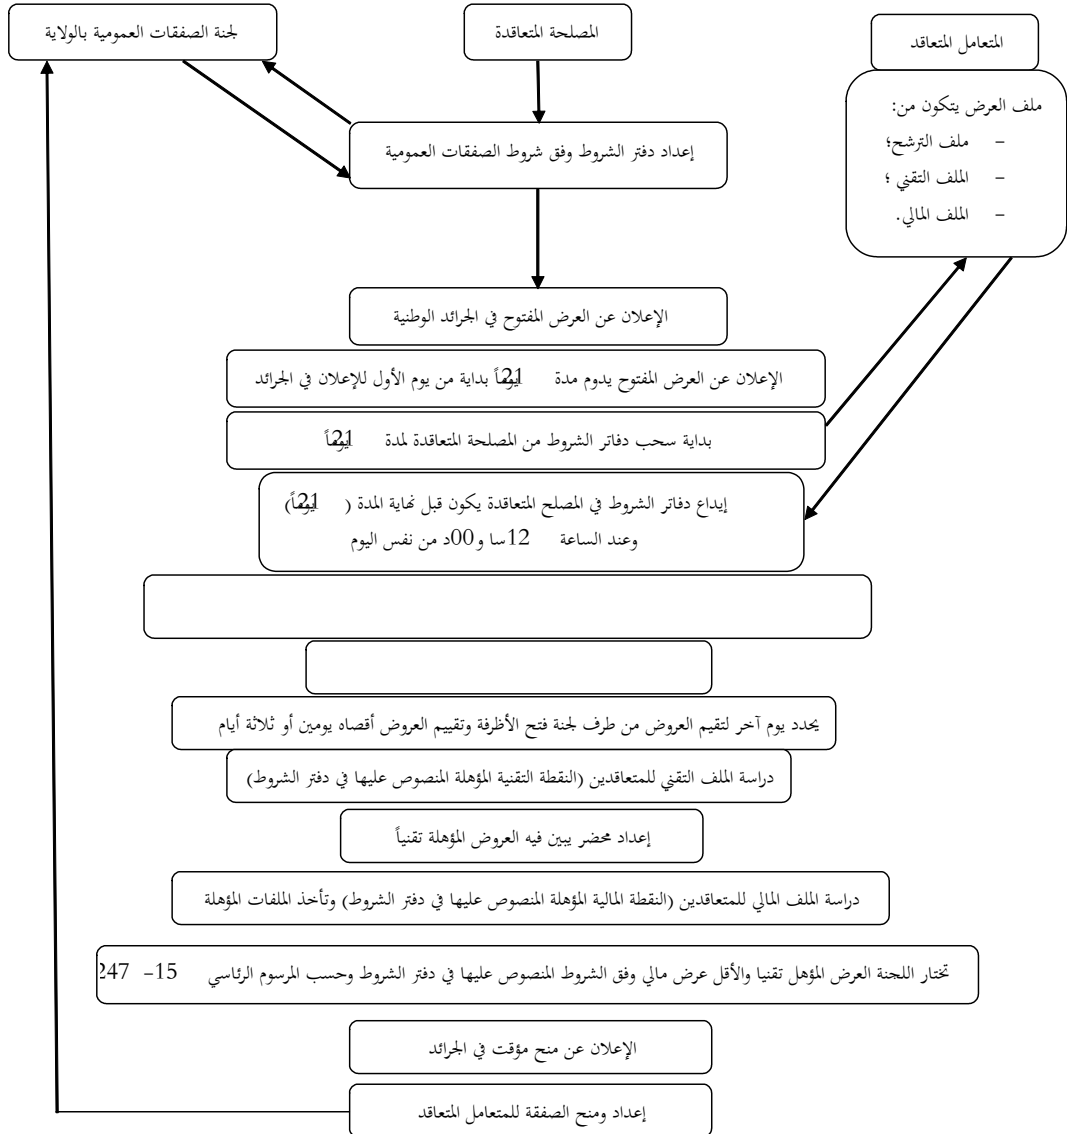 لجنة الصفقات العمومية بالولاية
المصلحة المتعاقدة
المتعامل المتعاقد
ملف العرض يتكون من:
– ملف الترشح؛
– الملف التقني ؛
– الملف المالي.
إعداد دفتر الشروط وفق شروط الصفقات العمومية
الإعلان عن العرض المفتوح في الجرائد الوطنية
الإعلان عن العرض المفتوح يدوم مدة 21 يوماً بداية من يوم الأول للإعلان في الجرائد
بداية سحب دفاتر الشروط من المصلحة المتعاقدة لمدة 21 يوماً
إيداع دفاتر الشروط في المصلح المتعاقدة يكون قبل نهاية المدة (21 يوماً)
وعند الساعة 12سا و00د من نفس اليوم
يحدد يوم آخر لتقيم العروض من طرف لجنة فتح الأظرفة وتقييم العروض أقصاه يومين أو ثلاثة أيام
دراسة الملف التقني للمتعاقدين (النقطة التقنية المؤهلة المنصوص عليها في دفتر الشروط)
إعداد محضر يبين فيه العروض المؤهلة تقنياً
دراسة الملف المالي للمتعاقدين (النقطة المالية المؤهلة المنصوص عليها في دفتر الشروط) وتأخذ الملفات المؤهلة
تختار اللجنة العرض المؤهل تقنيا والأقل عرض مالي وفق الشروط المنصوص عليها في دفتر الشروط وحسب المرسوم الرئاسي 15– 247
الإعلان عن منح مؤقت في الجرائد
إعداد ومنح الصفقة للمتعامل المتعاقد